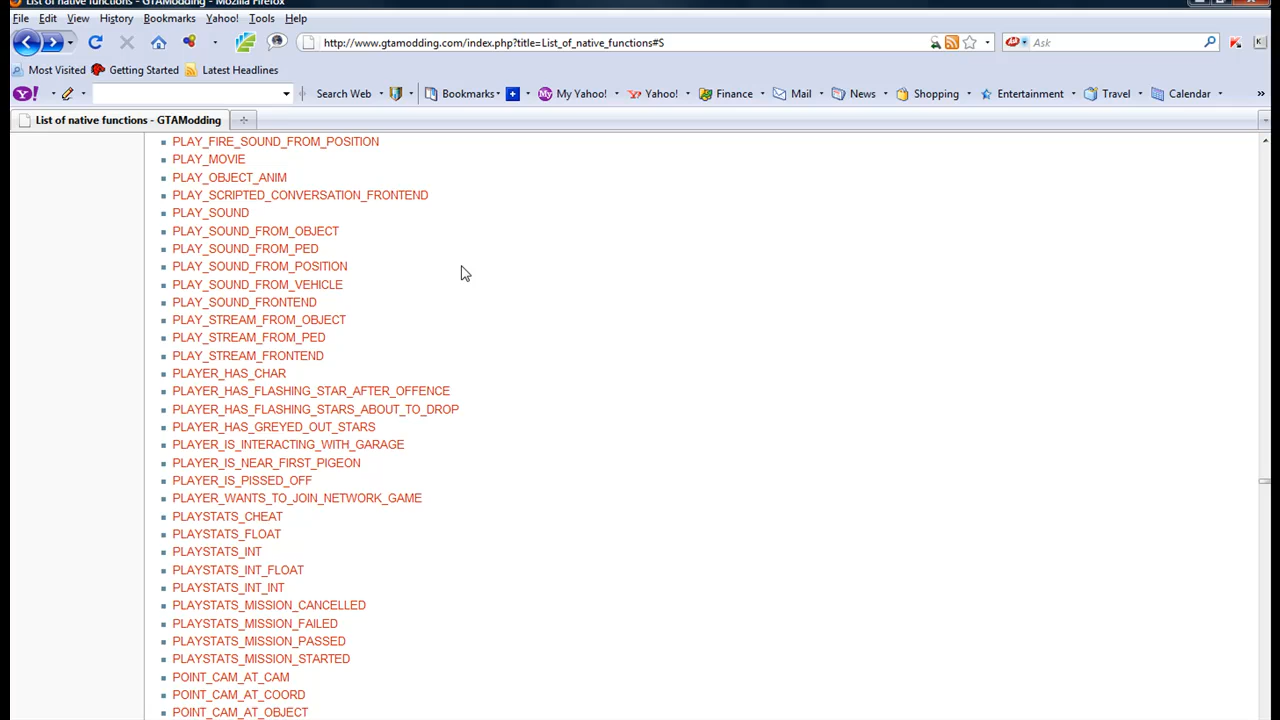 List of native functions - GTAModding - Mozilla Firefox
File Edit View History Bookmarks Yahoo! Tools Help
http://www.gtamodding.com/index.php?title=List_of_native_functions#S Ask K
Most Visited Getting Started Latest Headlines
Y! Search Web Bookmarks My Yahoo! Yahoo! Finance Mail News Shopping Entertainment Travel Calendar »
List of native functions - GTAModding
PLAY_FIRE_SOUND_FROM_POSITION
PLAY_MOVIE
PLAY_OBJECT_ANIM
PLAY_SCRIPTED_CONVERSATION_FRONTEND
PLAY_SOUND
PLAY_SOUND_FROM_OBJECT
PLAY_SOUND_FROM_PED
PLAY_SOUND_FROM_POSITION
PLAY_SOUND_FROM_VEHICLE
PLAY_SOUND_FRONTEND
PLAY_STREAM_FROM_OBJECT
PLAY_STREAM_FROM_PED
PLAY_STREAM_FRONTEND
PLAYER_HAS_CHAR
PLAYER_HAS_FLASHING_STAR_AFTER_OFFENCE
PLAYER_HAS_FLASHING_STARS_ABOUT_TO_DROP
PLAYER_HAS_GREYED_OUT_STARS
PLAYER_IS_INTERACTING_WITH_GARAGE
PLAYER_IS_NEAR_FIRST_PIGEON
PLAYER_IS_PISSED_OFF
PLAYER_WANTS_TO_JOIN_NETWORK_GAME
PLAYSTATS_CHEAT
PLAYSTATS_FLOAT
PLAYSTATS_INT
PLAYSTATS_INT_FLOAT
PLAYSTATS_INT_INT
PLAYSTATS_MISSION_CANCELLED
PLAYSTATS_MISSION_FAILED
PLAYSTATS_MISSION_PASSED
PLAYSTATS_MISSION_STARTED
POINT_CAM_AT_CAM
POINT_CAM_AT_COORD
POINT_CAM_AT_OBJECT